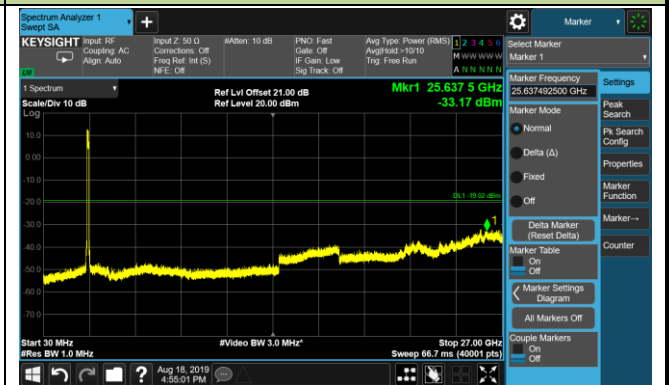 Spectrum Analyzer 1
Swept SA
+
Marker
KEYSIGHT
Input: RF
Coupling: AC
Align: Auto
Input Z: 50 Ω
Corrections: Off
Freq Ref: Int (S)
NFE: Off
#Atten: 10 dB
PNO: Fast
Gate: Off
IF Gain: Low
Sig Track: Off
Avg Type: Power (RMS)
Avg|Hold:>10/10
Trig: Free Run
1 2 3 4 5 6
M W W W W W
A N N N N N
LXI
1 Spectrum
Scale/Div 10 dB
Log
Ref Lvl Offset 21.00 dB
Ref Level 20.00 dBm
Mkr1 25.637 5 GHz
-33.17 dBm
10.0
0.00
-10.0
-20.0
-30.0
-40.0
-50.0
-60.0
-70.0
DL1 -19.02 dBm
1
Start 30 MHz
#Res BW 1.0 MHz
#Video BW 3.0 MHz*
Stop 27.00 GHz
Sweep 66.7 ms (40001 pts)
Select Marker
Marker 1
Marker Frequency
25.637492500 GHz
Marker Mode
Normal
Delta (Δ)
Fixed
Off
Delta Marker
(Reset Delta)
Marker Table
On
Off
Marker Settings
Diagram
All Markers Off
Couple Markers
On
Off
Settings
Peak
Search
Pk Search
Config
Properties
Marker
Function
Marker→
Counter
?
Aug 18, 2019
4:55:01 PM